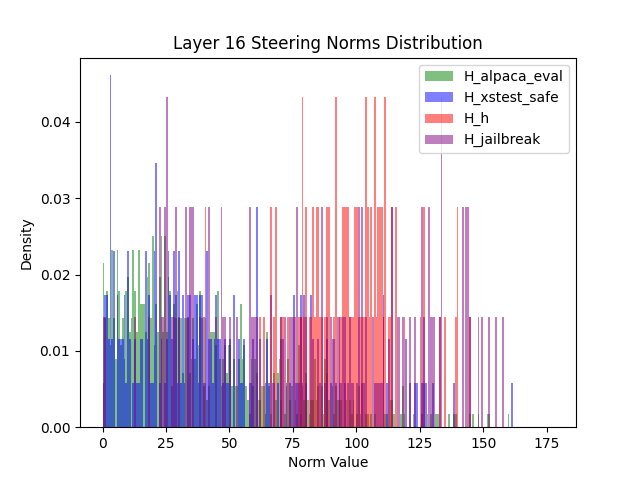 Layer 16 Steering Norms Distribution
H_alpaca_eval
H_xstest_safe
H_h
H_jailbreak
Density
0.04
0.03
0.02
0.01
0.00
0 25 50 75 100 125 150 175
Norm Value